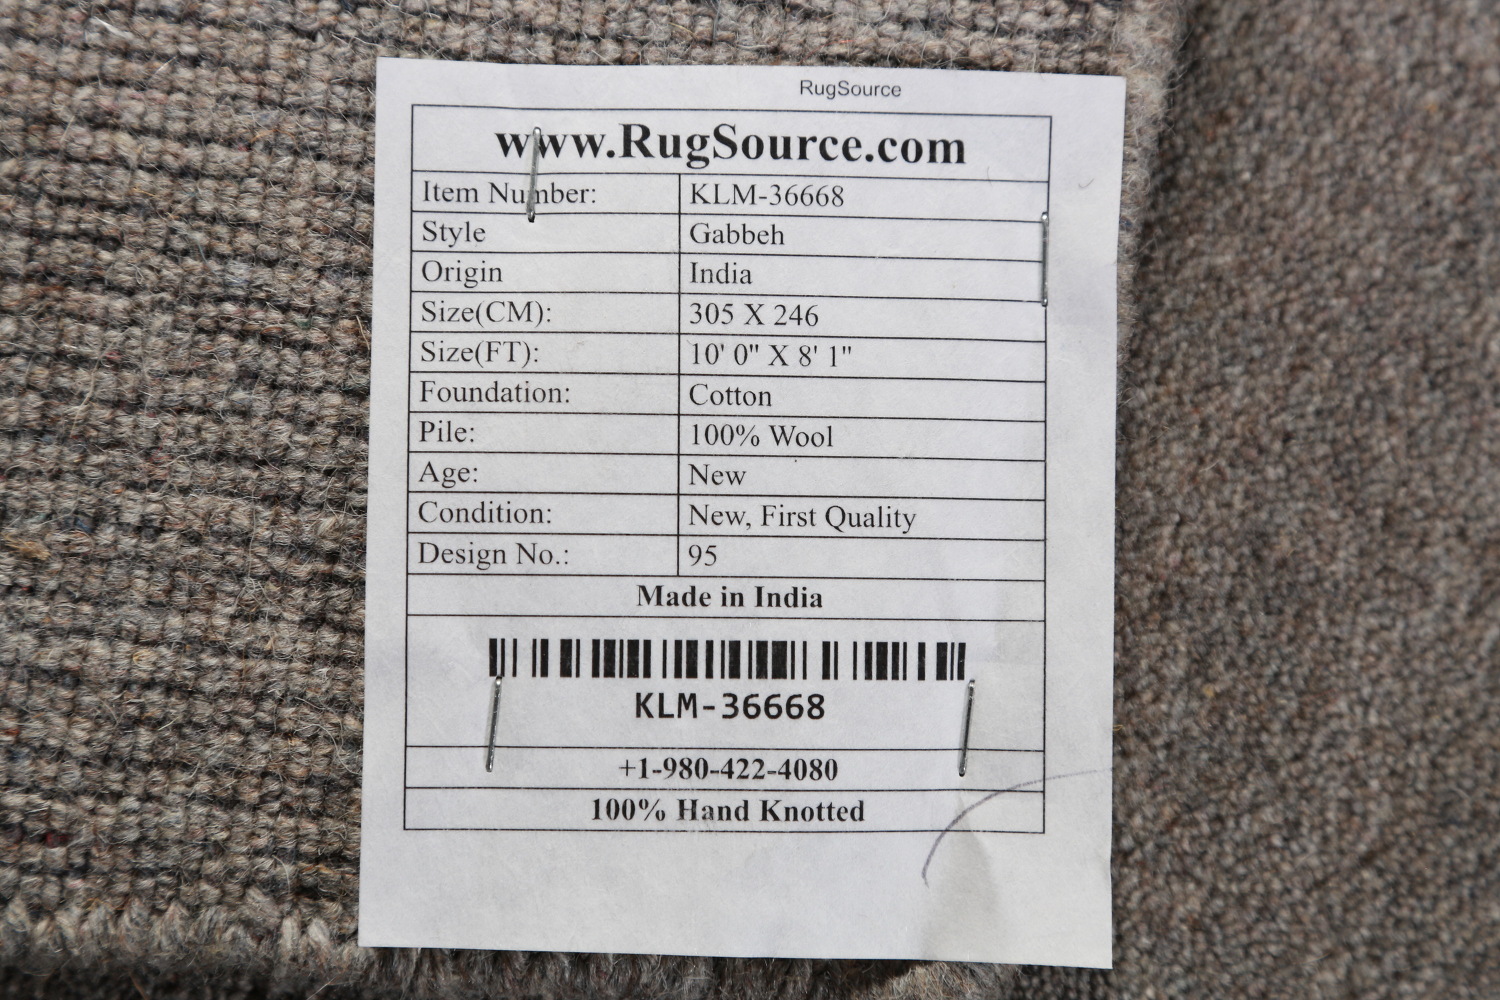 RugSource
www.RugSource.com
Item Number: KLM-36668
Style Gabbeh
Origin India
Size(CM): 305 X 246
Size(FT): 10' 0" X 8' 1"
Foundation: Cotton
Pile: 100% Wool
Age: New
Condition: New, First Quality
Design No.: 95
Made in India
KLM-36668
+1-980-422-4080
100% Hand Knotted